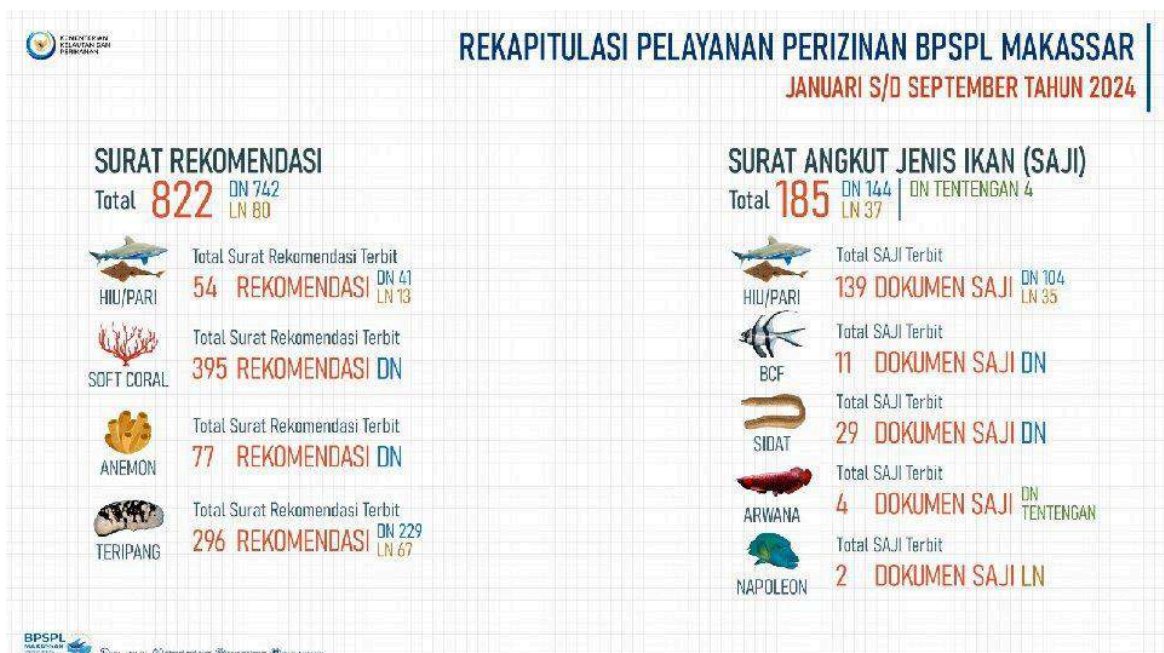 KEMENTERIAN
KELAUTAN DAN
PERIKANAN
REKAPITULASI PELAYANAN PERIZINAN BPSPL MAKASSAR
JANUARI S/D SEPTEMBER TAHUN 2024
SURAT REKOMENDASI
Total 822 DN 742
LN 80
HIU/PARI
Total Surat Rekomendasi Terbit
54 REKOMENDASI DN 41
LN 13
SOFT CORAL
Total Surat Rekomendasi Terbit
395 REKOMENDASI DN
ANEMON
Total Surat Rekomendasi Terbit
77 REKOMENDASI DN
TERIPANG
Total Surat Rekomendasi Terbit
296 REKOMENDASI DN 229
LN 67
SURAT ANGKUT JENIS IKAN (SAJI)
Total 185 DN 144 DN TENTENGAN 4
LN 37
HIU/PARI
Total SAJI Terbit
139 DOKUMEN SAJI DN 104
LN 35
BCF
Total SAJI Terbit
11 DOKUMEN SAJI DN
SIDAT
Total SAJI Terbit
29 DOKUMEN SAJI DN
ARWANA
Total SAJI Terbit
4 DOKUMEN SAJI DN
TENTENGAN
NAPOLEON
Total SAJI Terbit
2 DOKUMEN SAJI LN
BPSPL
MAKASSAR